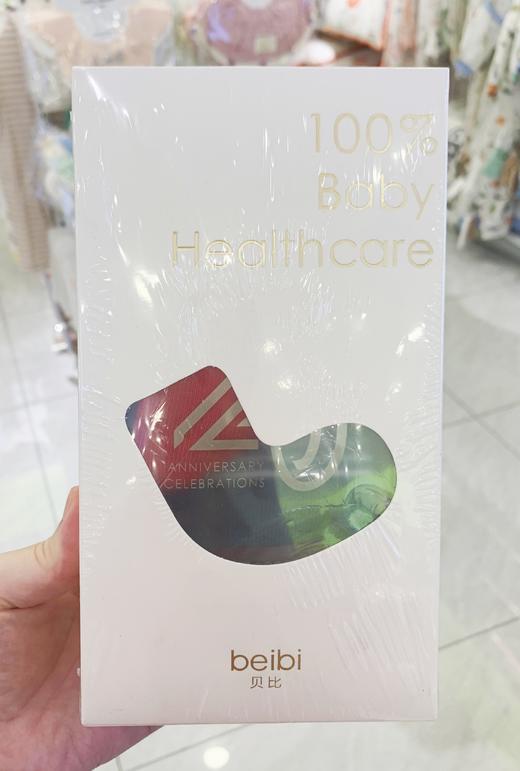 100%
Baby
Healthcare
ANNIVERSARY
CELEBRATIONS
beibi
贝比